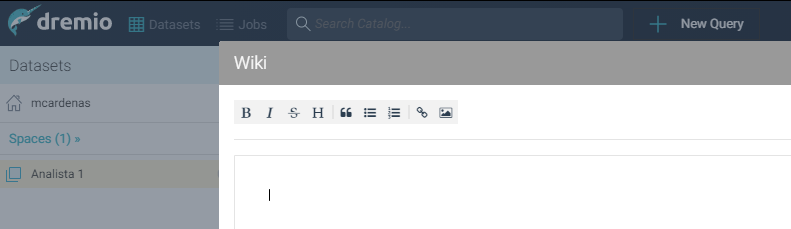 dremio Datasets Jobs Search Catalog... New Query
Datasets
Wiki
mcardenas
B I S H
Spaces (1) »
Analista 1